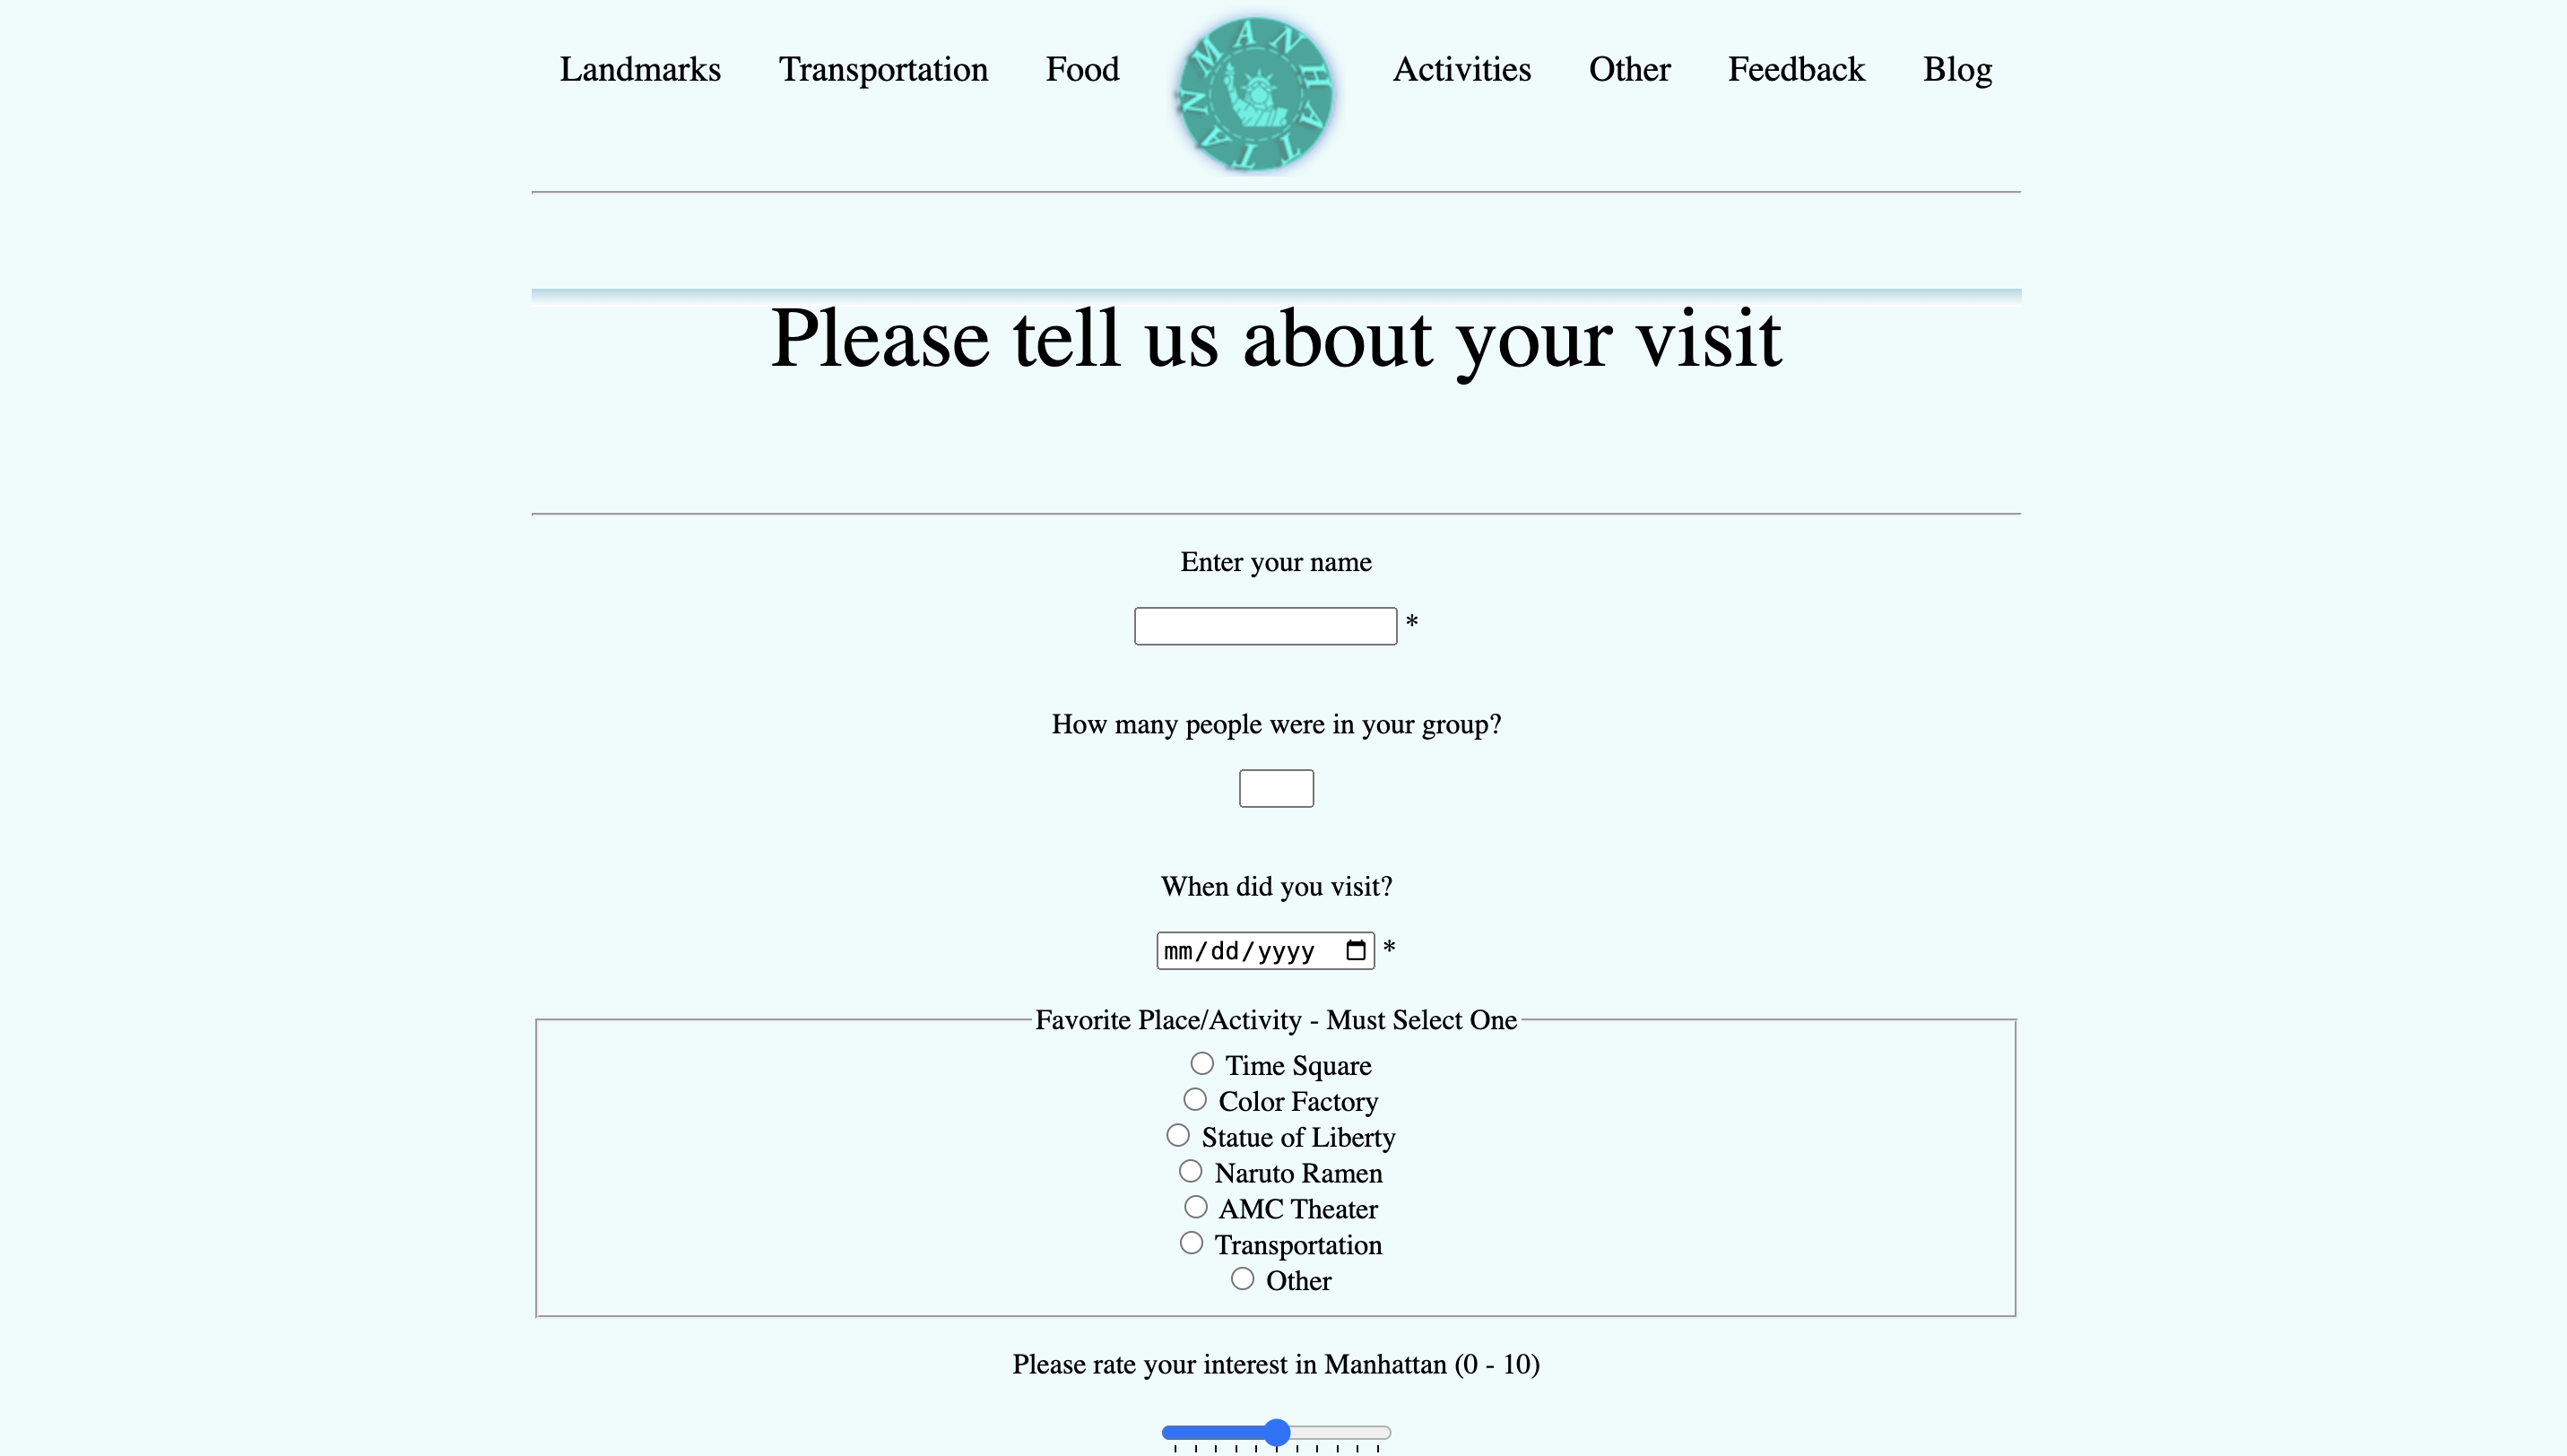 Landmarks Transportation Food MANHATTAN Activities Other Feedback Blog
Please tell us about your visit
Enter your name
*
How many people were in your group?
When did you visit?
mm/dd/yyyy *
Favorite Place/Activity - Must Select One
Time Square
Color Factory
Statue of Liberty
Naruto Ramen
AMC Theater
Transportation
Other
Please rate your interest in Manhattan (0 - 10)